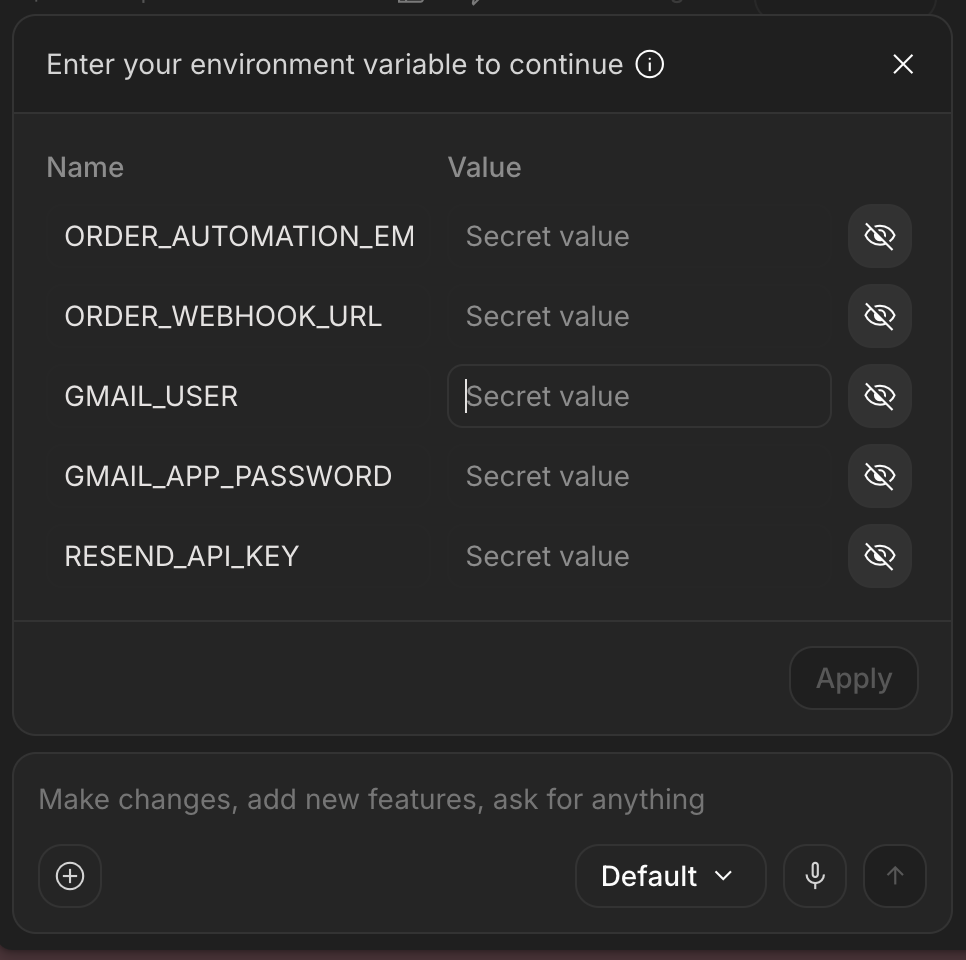 Enter your environment variable to continue
Name Value
ORDER_AUTOMATION_EM Secret value
ORDER_WEBHOOK_URL Secret value
GMAIL_USER Secret value
GMAIL_APP_PASSWORD Secret value
RESEND_API_KEY Secret value
Apply
Make changes, add new features, ask for anything
Default